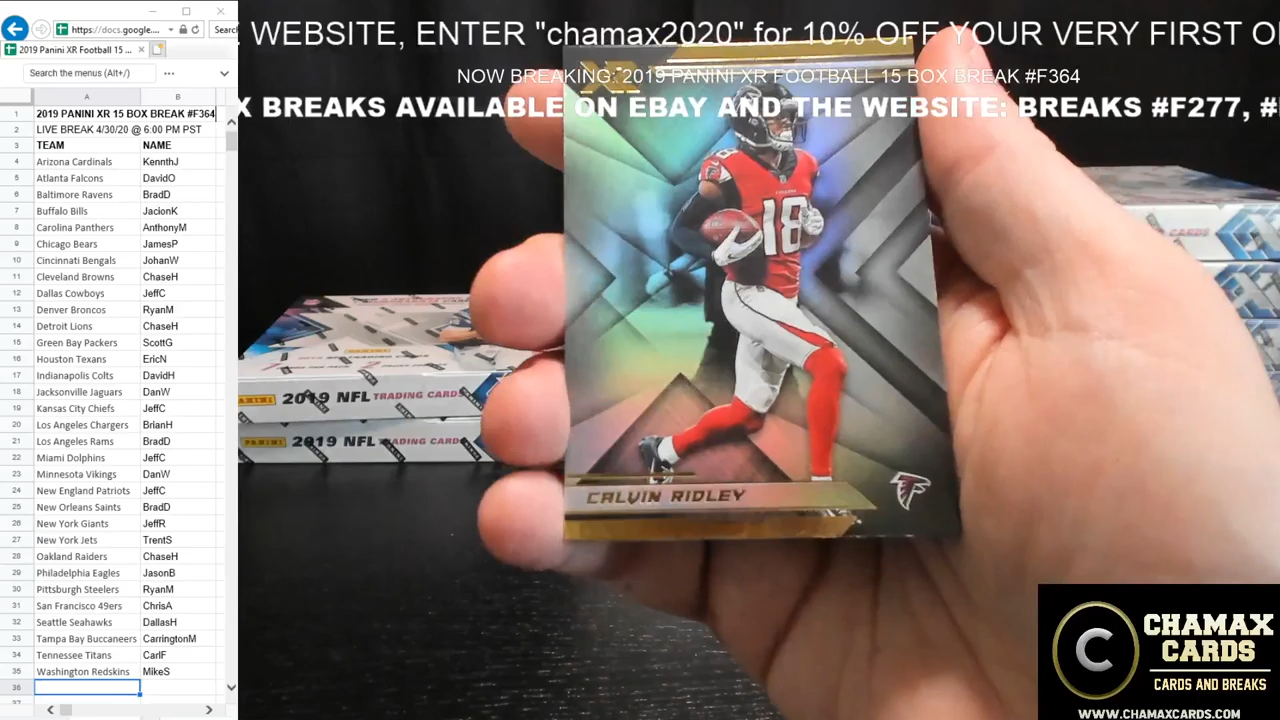 https://docs.google.
Searc
2019 Panini XR Football 15 ...
Search the menus (Alt+/)
A B
1 2019 PANINI XR 15 BOX BREAK #F364
2 LIVE BREAK 4/30/20 @ 6:00 PM PST
3 TEAM NAME
4 Arizona Cardinals KennthJ
5 Atlanta Falcons DavidO
6 Baltimore Ravens BradD
7 Buffalo Bills JacionK
8 Carolina Panthers AnthonyM
9 Chicago Bears JamesP
10 Cincinnati Bengals JohanW
11 Cleveland Browns ChaseH
12 Dallas Cowboys JeffC
13 Denver Broncos RyanM
14 Detroit Lions ChaseH
15 Green Bay Packers ScottG
16 Houston Texans EricN
17 Indianapolis Colts DavidH
18 Jacksonville Jaguars DanW
19 Kansas City Chiefs JeffC
20 Los Angeles Chargers BrianH
21 Los Angeles Rams BradD
22 Miami Dolphins JeffC
23 Minnesota Vikings DanW
24 New England Patriots JeffC
25 New Orleans Saints BradD
26 New York Giants JeffR
27 New York Jets TrentS
28 Oakland Raiders ChaseH
29 Philadelphia Eagles JasonB
30 Pittsburgh Steelers RyanM
31 San Francisco 49ers ChrisA
32 Seattle Seahawks DallasH
33 Tampa Bay Buccaneers CarringtonM
34 Tennessee Titans CarlF
35 Washington Redskins MikeS
36
E WEBSITE, ENTER "chamax2020" for 10% OFF YOUR VERY FIRST O
NOW BREAKING: 2019 PANINI XR FOOTBALL 15 BOX BREAK #F364
X BREAKS AVAILABLE ON EBAY AND THE WEBSITE: BREAKS #F277, #
XR
18
18
CALVIN RIDLEY
CARDS
PANINI 2019 NFL TRADING CARDS
PANINI 2019 NFL TRADING CARDS
C
CHAMAX
CARDS
CARDS AND BREAKS
WWW.CHAMAXCARDS.COM